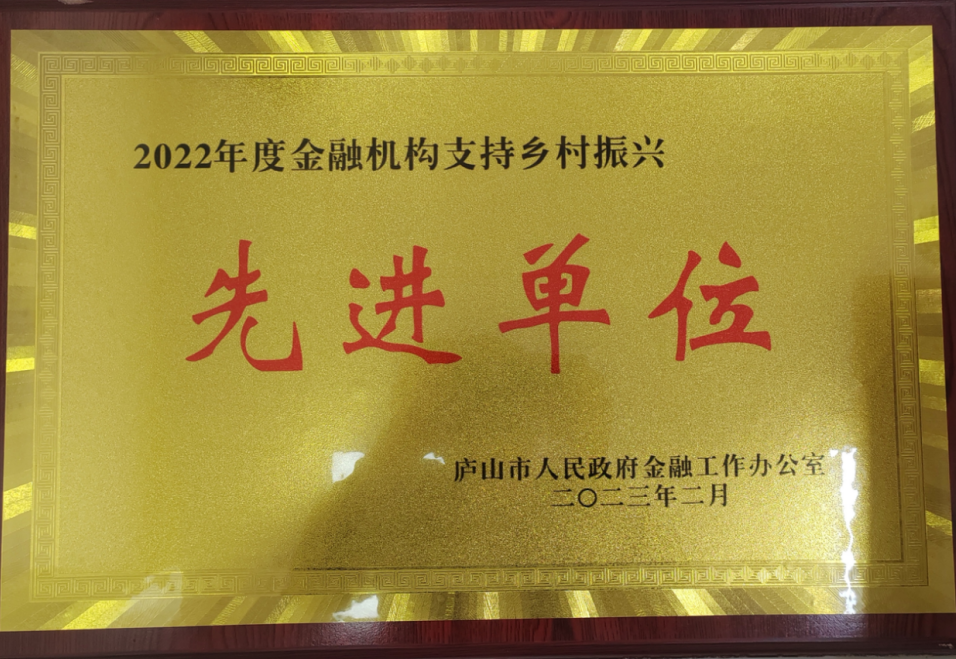 2022年度金融机构支持乡村振兴
先进单位
庐山市人民政府金融工作办公室
二〇二三年二月